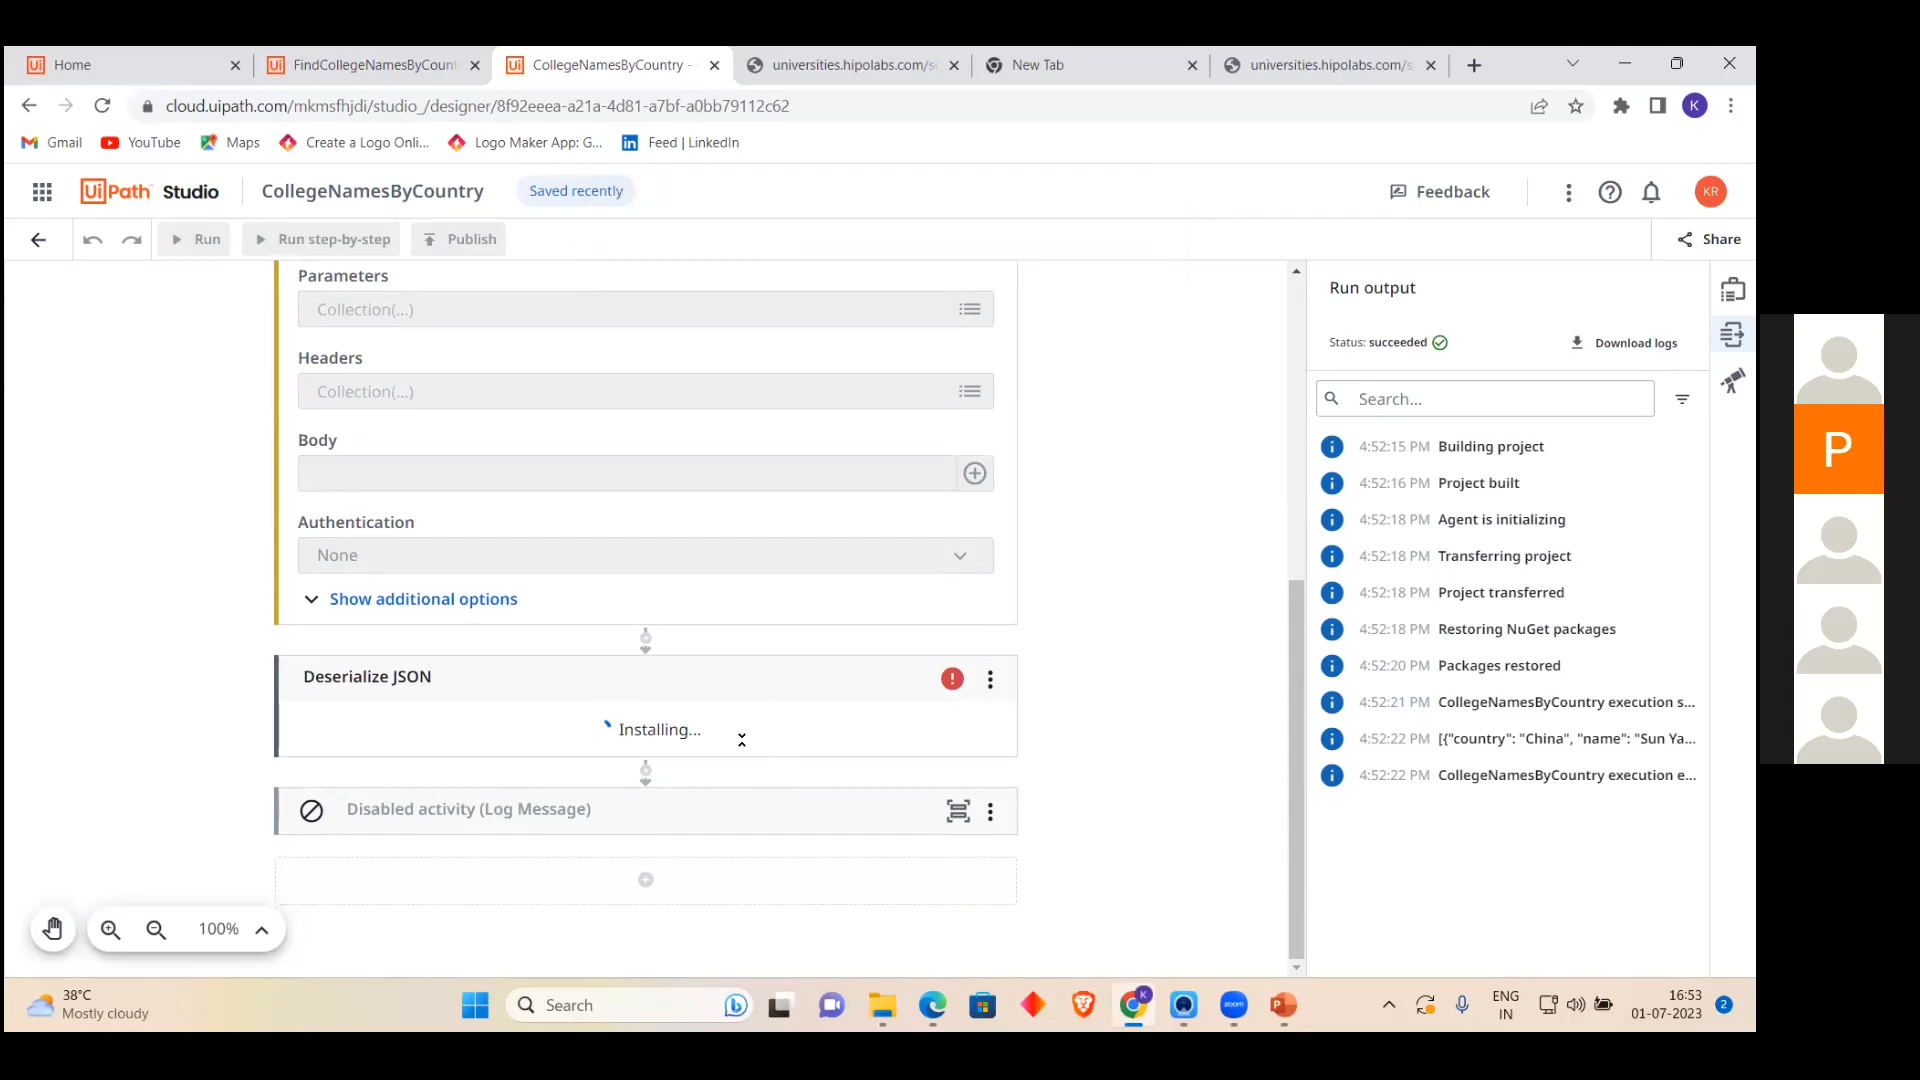 Home
FindCollegeNamesByCount
CollegeNamesByCountry -
universities.hipolabs.com/s
New Tab
universities.hipolabs.com/s
cloud.uipath.com/mkmsfhjdi/studio_/designer/8f92eeea-a21a-4d81-a7bf-a0bb79112c62
K
Gmail
YouTube
Maps
Create a Logo Onli...
Logo Maker App: G...
Feed | LinkedIn
UiPath Studio
CollegeNamesByCountry
Saved recently
Feedback
KR
Run
Run step-by-step
Publish
Share
Parameters
Collection(...)
Headers
Collection(...)
Body
Authentication
None
Show additional options
Deserialize JSON
Installing...
Disabled activity (Log Message)
100%
Run output
Status: succeeded
Download logs
Search...
4:52:15 PM Building project
4:52:16 PM Project built
4:52:18 PM Agent is initializing
4:52:18 PM Transferring project
4:52:18 PM Project transferred
4:52:18 PM Restoring NuGet packages
4:52:20 PM Packages restored
4:52:21 PM CollegeNamesByCountry execution s...
4:52:22 PM [{"country": "China", "name": "Sun Ya...
4:52:22 PM CollegeNamesByCountry execution e...
P
38°C
Mostly cloudy
Search
K
zoom
ENG
IN
16:53
01-07-2023
2